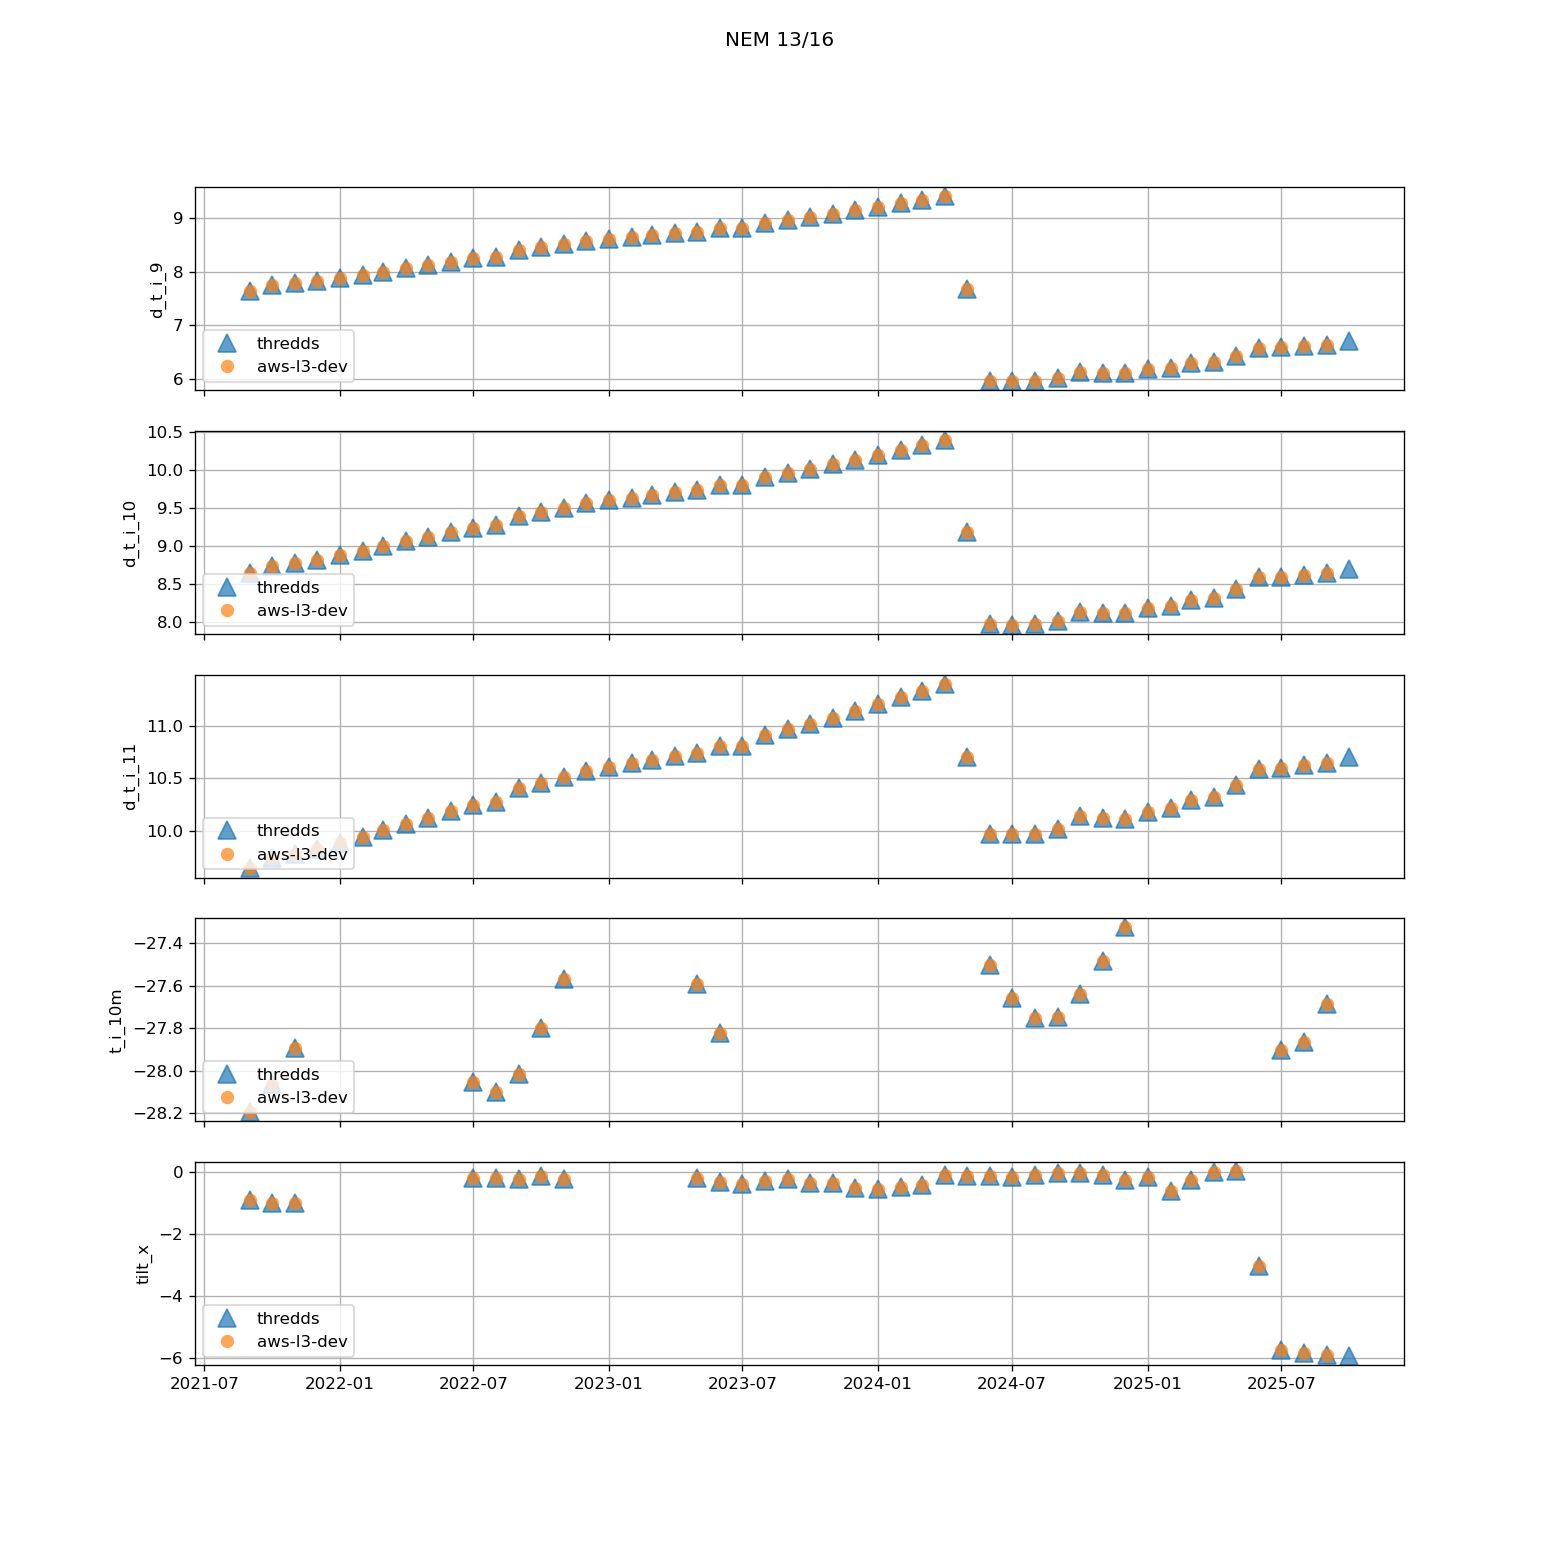 NEM 13/16
d_t_i_9
9
8
7
6
thredds
aws-l3-dev
d_t_i_10
10.5
10.0
9.5
9.0
8.5
8.0
thredds
aws-l3-dev
d_t_i_11
11.0
10.5
10.0
thredds
aws-l3-dev
t_i_10m
−27.4
−27.6
−27.8
−28.0
−28.2
thredds
aws-l3-dev
tilt_x
0
−2
−4
−6
thredds
aws-l3-dev
2021-07 2022-01 2022-07 2023-01 2023-07 2024-01 2024-07 2025-01 2025-07